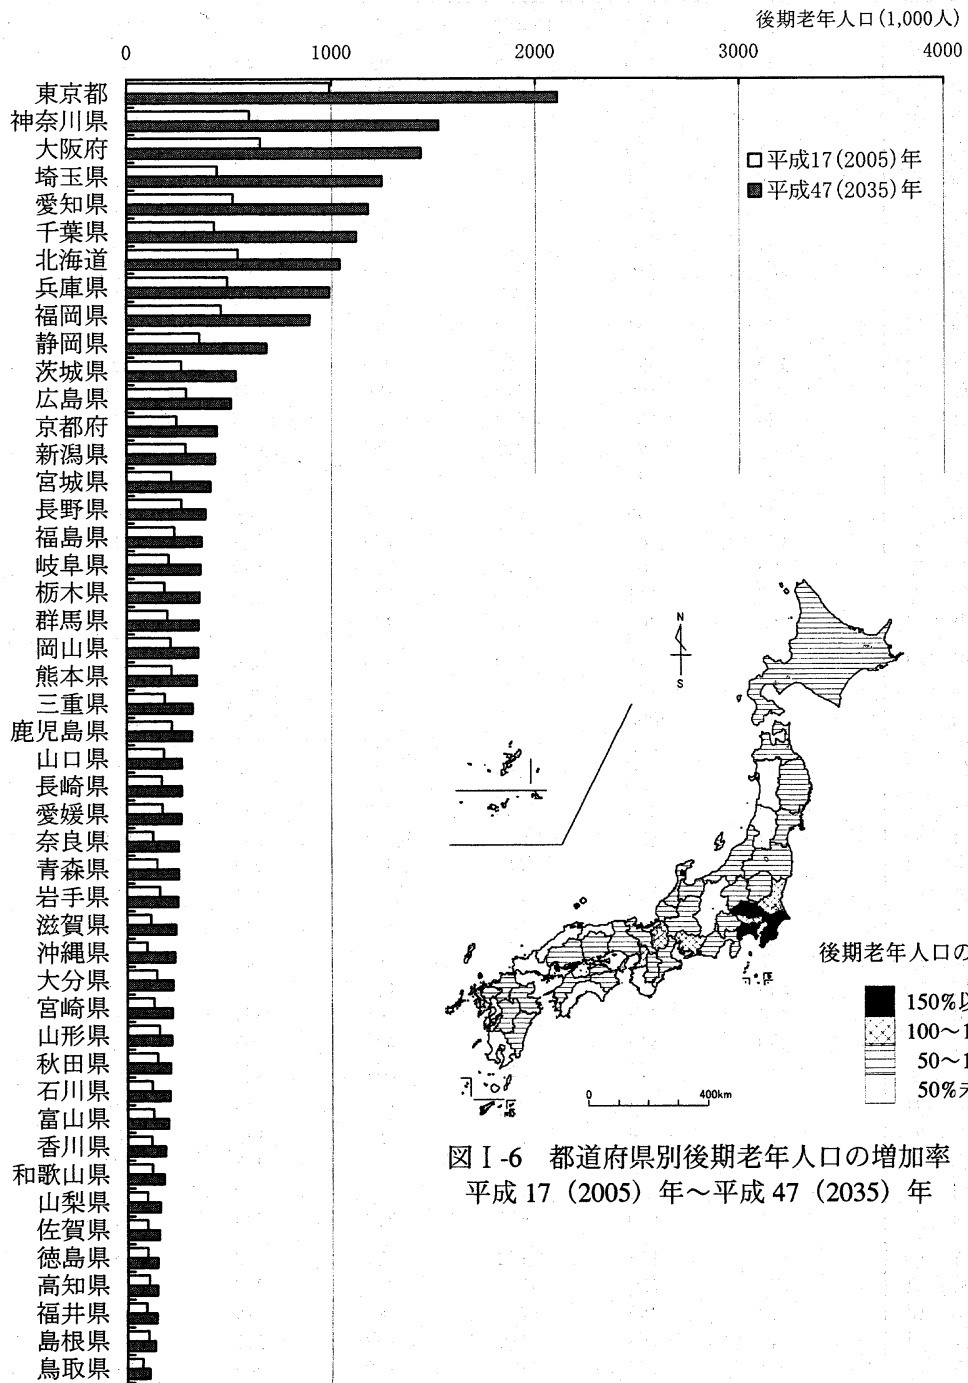 後期老年人口(1,000人)
0 1000 2000 3000 4000
東京都
神奈川県
大阪府
埼玉県
愛知県
千葉県
北海道
兵庫県
福岡県
静岡県
茨城県
広島県
京都府
新潟県
宮城県
長野県
福島県
岐阜県
栃木県
群馬県
岡山県
熊本県
三重県
鹿児島県
山口県
長崎県
愛媛県
奈良県
青森県
岩手県
滋賀県
沖縄県
大分県
宮崎県
山形県
秋田県
石川県
富山県
香川県
和歌山県
山梨県
佐賀県
徳島県
高知県
福井県
島根県
鳥取県
平成17(2005)年
平成47(2035)年
N
S
後期老年人口の
150%以
100～1
50～1
50%未
0 400km
図Ⅰ-6 都道府県別後期老年人口の増加率
平成 17（2005）年～平成 47（2035）年